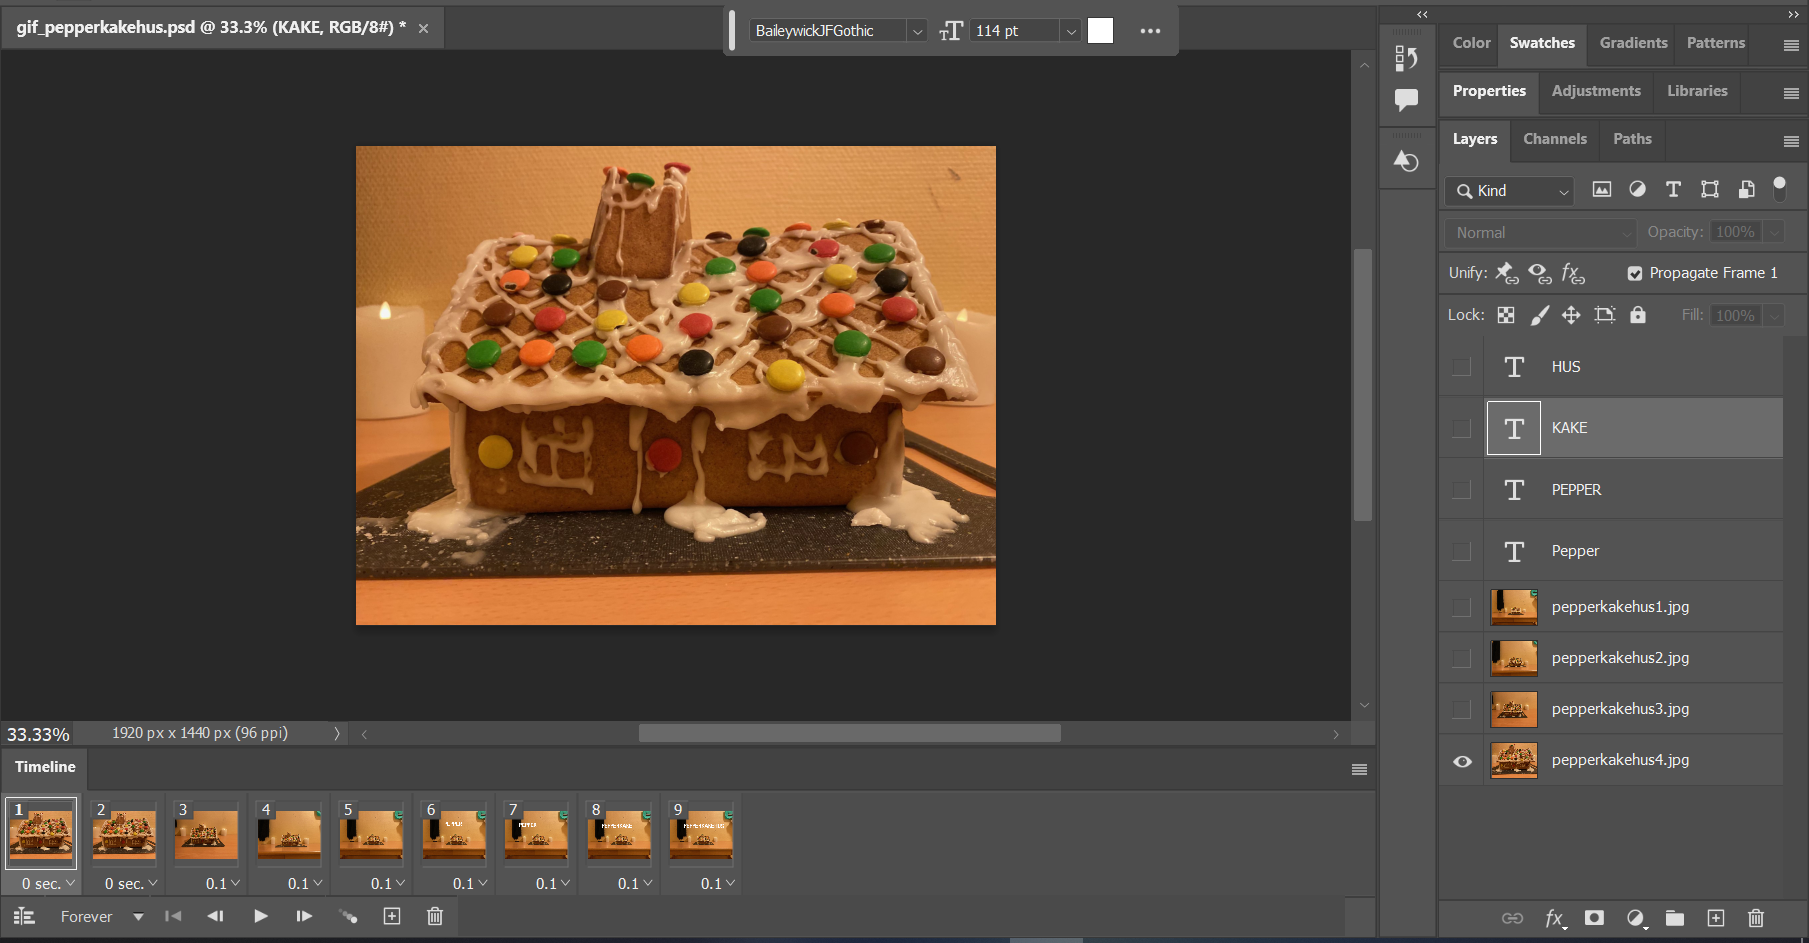 gif_pepperkakehus.psd @ 33.3% (KAKE, RGB/8#) *
BaileywickJFGothic
114 pt
Color Swatches Gradients Patterns
Properties Adjustments Libraries
Layers Channels Paths
Kind
Normal Opacity: 100%
Unify: Propagate Frame 1
Lock: Fill: 100%
HUS
KAKE
PEPPER
Pepper
pepperkakehus1.jpg
pepperkakehus2.jpg
pepperkakehus3.jpg
pepperkakehus4.jpg
33.33% 1920 px x 1440 px (96 ppi)
Timeline
1 2 3 4 5 6 7 8 9
PEPPER PEPPERKAKE PEPPERKAKEHUS
0 sec. 0 sec. 0.1 0.1 0.1 0.1 0.1 0.1 0.1
Forever
fx